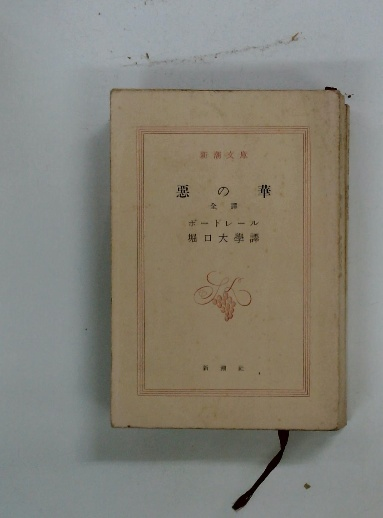 新潮文庫
悪の華
全譯
ボードレール
堀口大學譯
新潮社